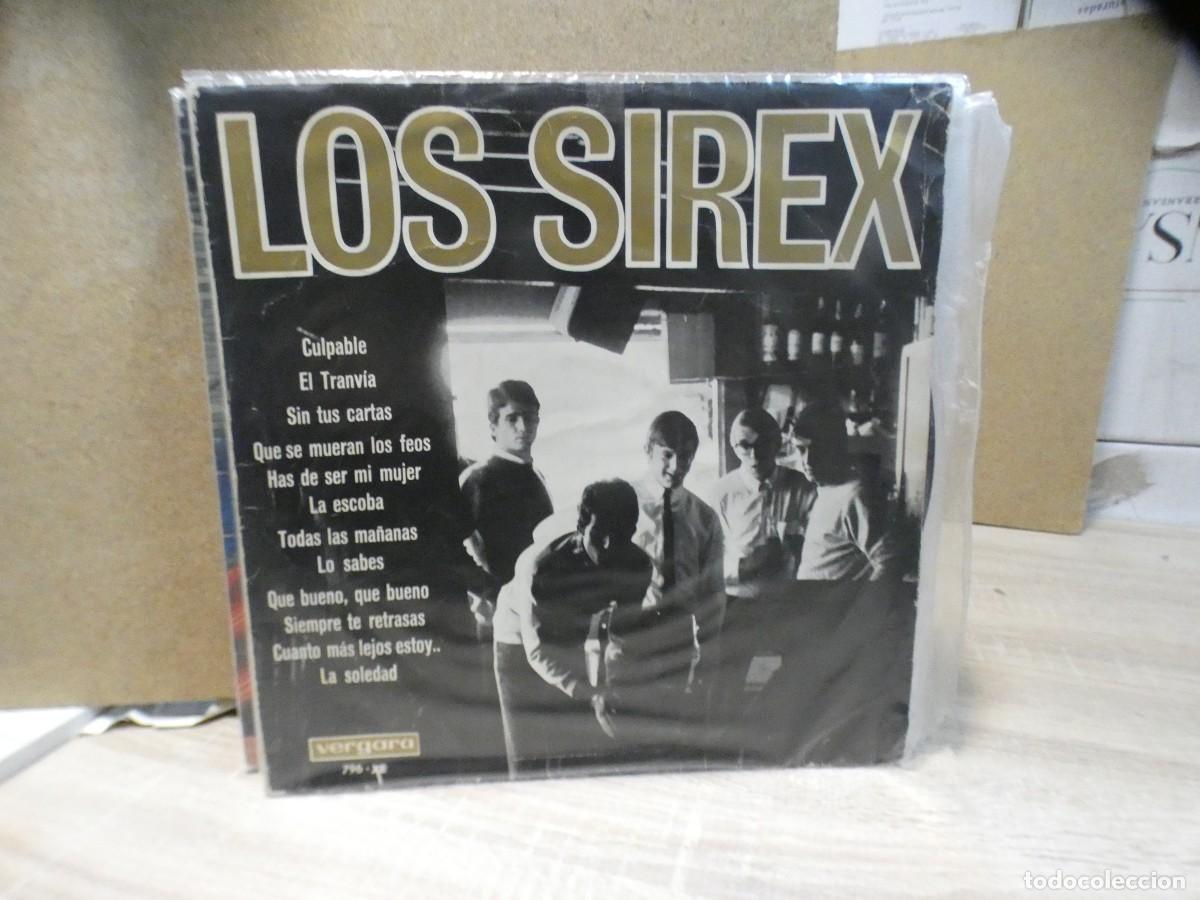 LOS SIREX
Culpable
El Tranvía
Sin tus cartas
Que se mueran los feos
Has de ser mi mujer
La escoba
Todas las mañanas
Lo sabes
Que bueno, que bueno
Siempre te retrasas
Cuanto más lejos estoy..
La soledad
vergara
796
todocoleccion